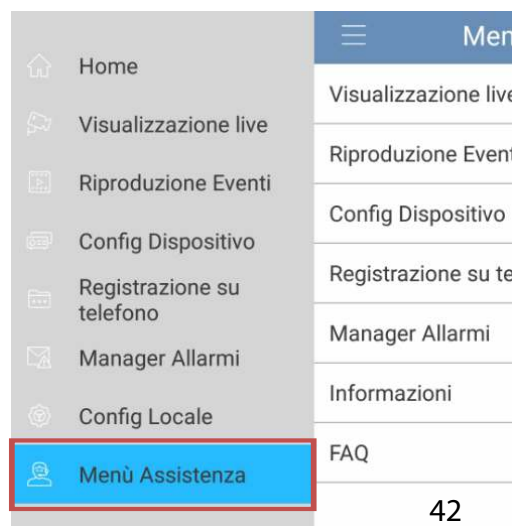 Home
Visualizzazione live
Riproduzione Eventi
Config Dispositivo
Registrazione su
telefono
Manager Allarmi
Config Locale
Menù Assistenza
Men
Visualizzazione live
Riproduzione Event
Config Dispositivo
Registrazione su te
Manager Allarmi
Informazioni
FAQ
42